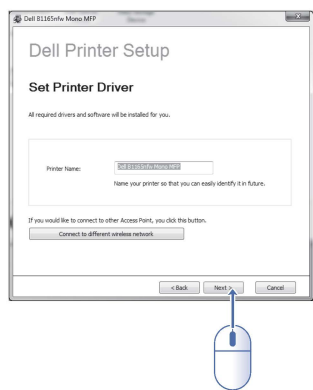 Dell B1165nfw Mono MFP
Dell Printer Setup
Set Printer Driver
All required drivers and software will be installed for you.
Printer Name:
Dell B1165nfw Mono MFP
Name your printer so that you can easily identify it in future.
If you would like to connect to other Access Point, you click this button.
Connect to different wireless network
< Back
Next >
Cancel